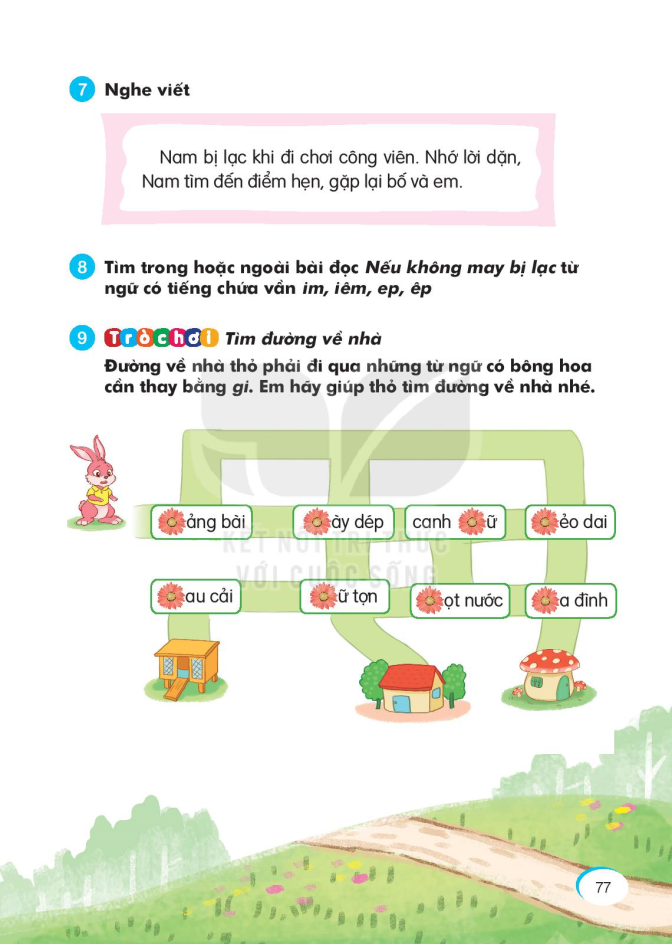 7 Nghe viết
Nam bị lạc khi đi chơi công viên. Nhớ lời dặn,
Nam tìm đến điểm hẹn, gặp lại bố và em.
8 Tìm trong hoặc ngoài bài đọc Nếu không may bị lạc từ
ngữ có tiếng chứa vần im, iêm, ep, êp
9 Trò chơi Tìm đường về nhà
Đường về nhà thỏ phải đi qua những từ ngữ có bông hoa
cần thay bằng gi. Em hãy giúp thỏ tìm đường về nhà nhé.
ảng bài ày dép canh ữ ẻo dai
KẾT NỐI TRI THỨC
VỚI CUỘC SỐNG
au cải ữ tợn ọt nước a đình
77